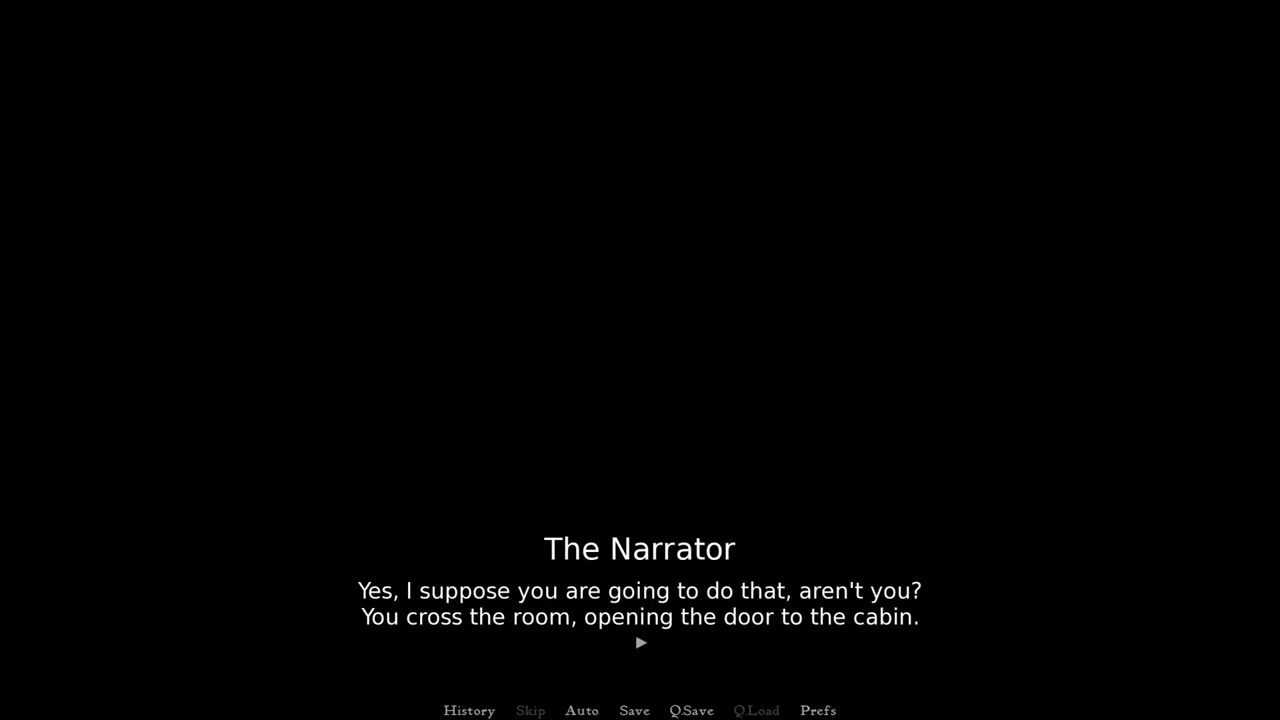 The Narrator
Yes, I suppose you are going to do that, aren't you?
You cross the room, opening the door to the cabin.
History Skip Auto Save Q.Save Q.Load Prefs